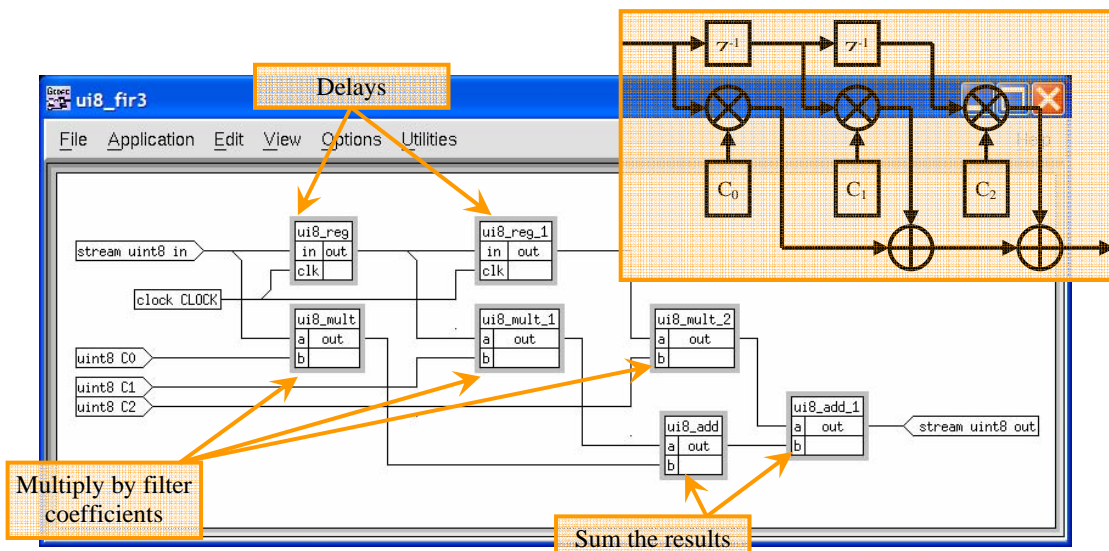 z-1 z-1
Delays
Gedae
ui8_fir3
File Application Edit View Options Utilities Help
C0 C1 C2
ui8_reg
in out
clk
ui8_reg_1
in out
clk
stream uint8 in
clock CLOCK
ui8_mult
a out
b
ui8_mult_1
a out
b
ui8_mult_2
a out
b
uint8 C0
uint8 C1
uint8 C2
ui8_add
a out
b
ui8_add_1
a out
b
stream uint8 out
Multiply by filter
coefficients
Sum the results